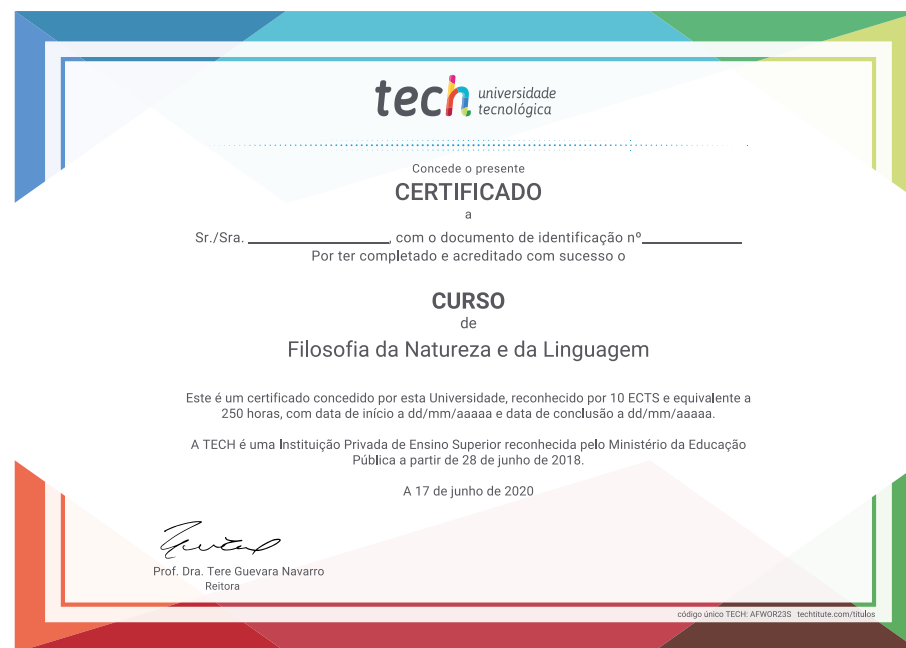 tech universidade
tecnológica
Concede o presente
CERTIFICADO
a
Sr./Sra. ____________________, com o documento de identificação nº______________
Por ter completado e acreditado com sucesso o
CURSO
de
Filosofia da Natureza e da Linguagem
Este é um certificado concedido por esta Universidade, reconhecido por 10 ECTS e equivalente a
250 horas, com data de início a dd/mm/aaaaa e data de conclusão a dd/mm/aaaaa.
A TECH é uma Instituição Privada de Ensino Superior reconhecida pelo Ministério da Educação
Pública a partir de 28 de junho de 2018.
A 17 de junho de 2020
Prof. Dra. Tere Guevara Navarro
Reitora
código único TECH: AFWOR23S techtitute.com/titulos